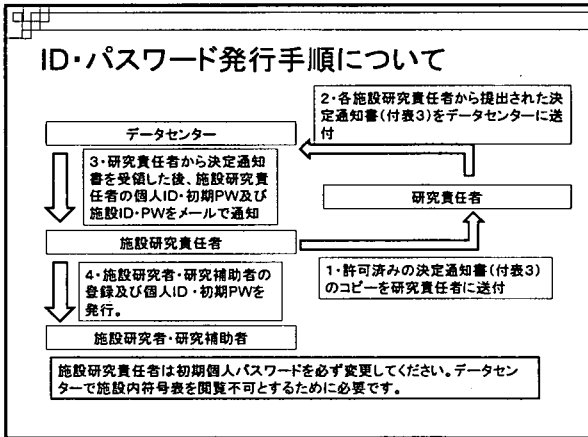 ID・パスワード発行手順について
2・各施設研究責任者から提出された決
定通知書(付表3)をデータセンターに送
付
データセンター
3・研究責任者から決定通知
書を受領した後、施設研究責
任者の個人ID・初期PW及び
施設ID・PWをメールで通知
研究責任者
施設研究責任者
1・許可済みの決定通知書(付表3)
のコピーを研究責任者に送付
4・施設研究者・研究補助者の
登録及び個人ID・初期PWを
発行。
施設研究者・研究補助者
施設研究責任者は初期個人パスワードを必ず変更してください。データセン
ターで施設内符号表を閲覧不可とするために必要です。